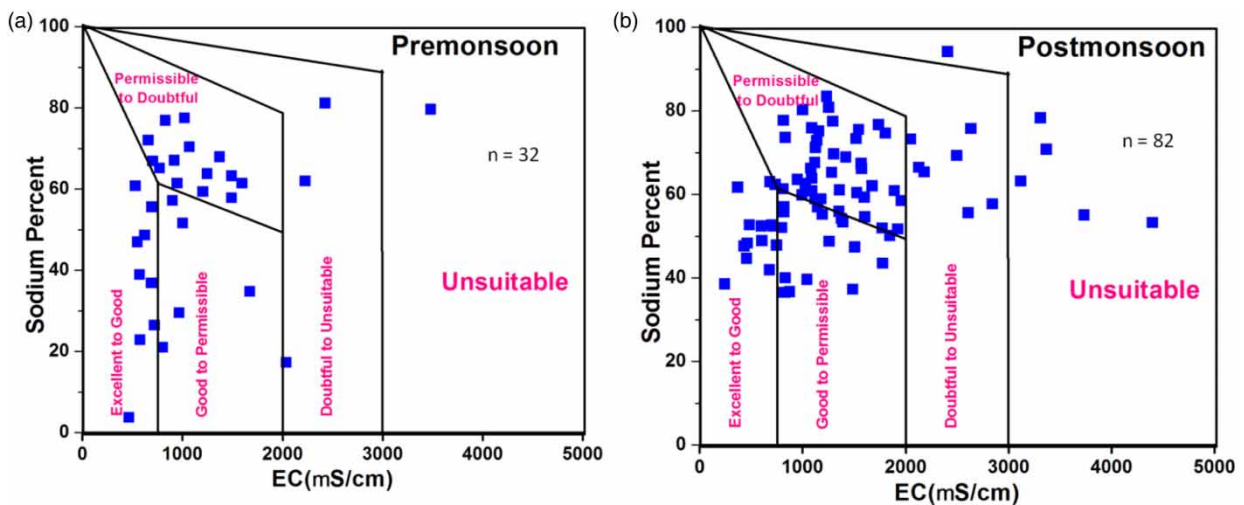 (a)
Premonsoon
Permissible
to Doubtful
n = 32
Unsuitable
Excellent to Good
Good to Permissible
Doubtful to Unsuitable
Sodium Percent
100
80
60
40
20
0
0 1000 2000 3000 4000 5000
EC(mS/cm)
(b)
Postmonsoon
Permissible
to Doubtful
n = 82
Unsuitable
Excellent to Good
Good to Permissible
Doubtful to Unsuitable
Sodium Percent
100
80
60
40
20
0
0 1000 2000 3000 4000 5000
EC(mS/cm)